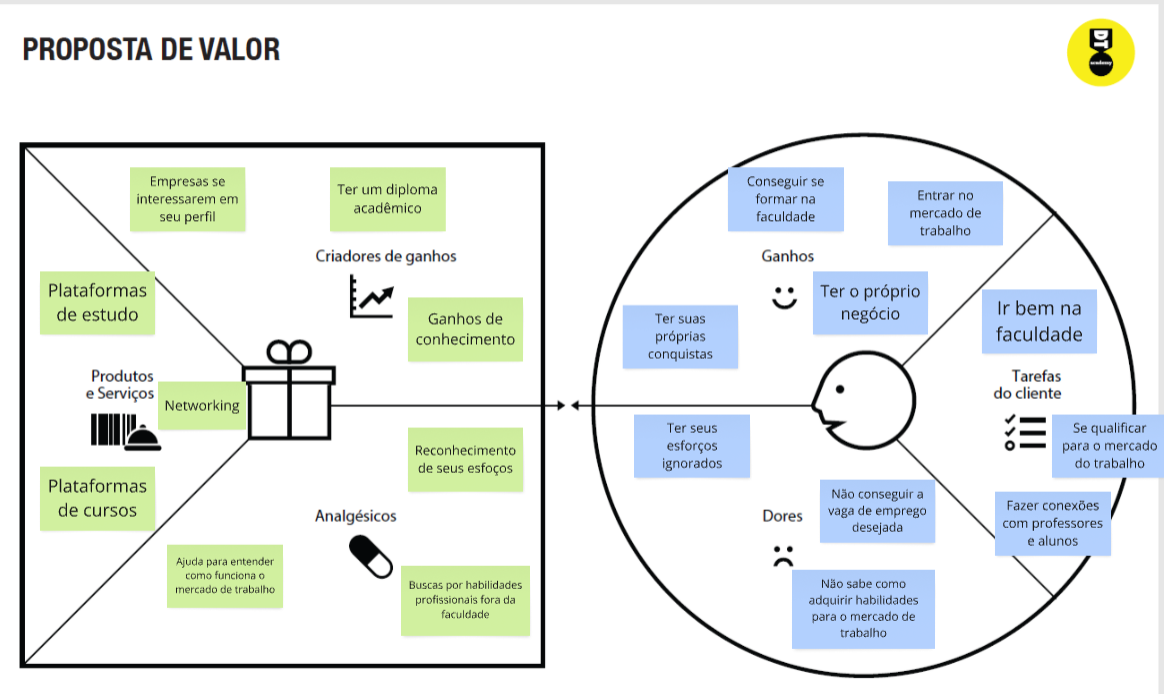 PROPOSTA DE VALOR
DT
academy
Empresas se
interessarem em
seu perfil
Ter um diploma
acadêmico
Criadores de ganhos
Plataformas
de estudo
Ganhos de
conhecimento
Produtos
e Serviços
Networking
Plataformas
de cursos
Reconhecimento
de seus esfoços
Analgésicos
Ajuda para entender
como funciona o
mercado de trabalho
Buscas por habilidades
profissionais fora da
faculdade
Conseguir se
formar na
faculdade
Entrar no
mercado de
trabalho
Ganhos
Ter o próprio
negócio
Ter suas
próprias
conquistas
Ir bem na
faculdade
Tarefas
do cliente
Se qualificar
para o mercado
do trabalho
Fazer conexões
com professores
e alunos
Ter seus
esforços
ignorados
Dores
Não conseguir a
vaga de emprego
desejada
Não sabe como
adquirir habilidades
para o mercado de
trabalho